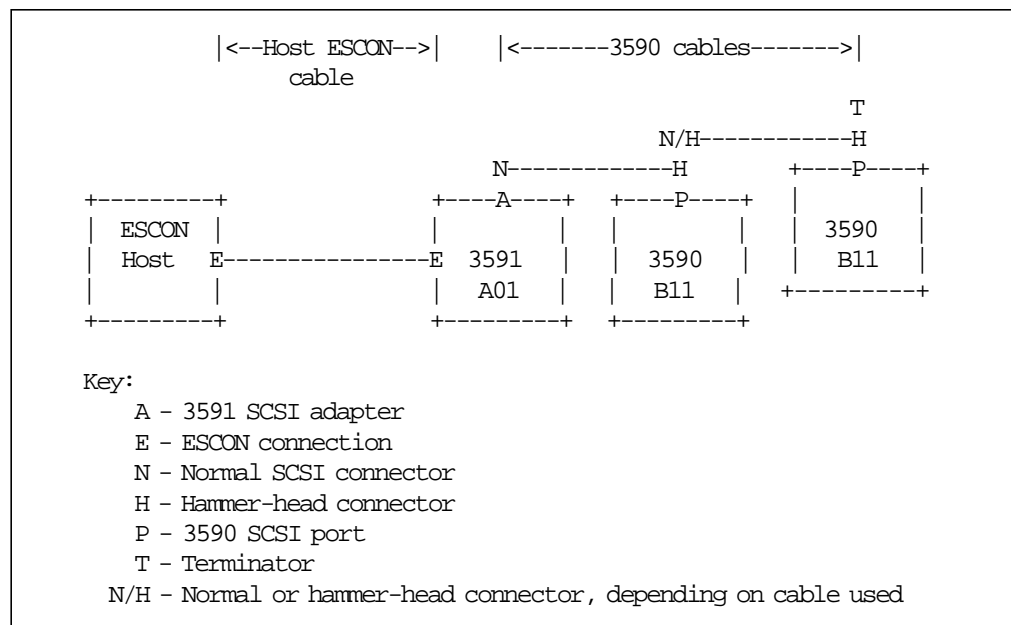 |<--Host ESCON-->|    |<-------3590 cables------->|
      cable
                                                  T
                                   N/H------------H
                      N-------------H        +----P----+
+---------+                +----A----+   +----P----+   |         |
|  ESCON  |                |         |   |         |   |  3590   |
|  Host   E----------------E  3591   |   |  3590   |   |   B11   |
|         |                |   A01   |   |   B11   |   +---------+
+---------+                +---------+   +---------+
Key:
A - 3591 SCSI adapter
E - ESCON connection
N - Normal SCSI connector
H - Hammer-head connector
P - 3590 SCSI port
T - Terminator
N/H - Normal or hammer-head connector, depending on cable used